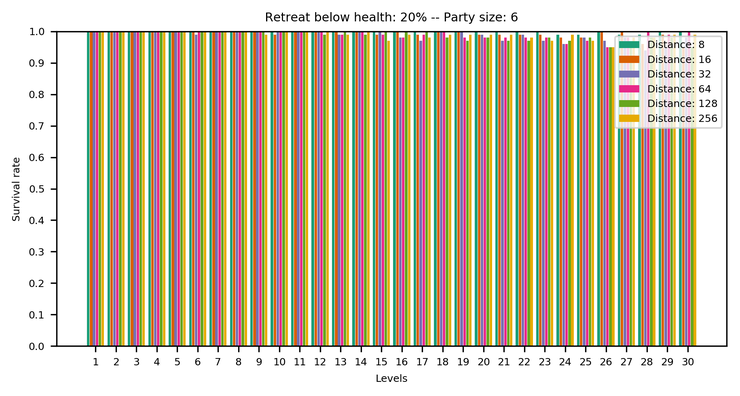 Retreat below health: 20% -- Party size: 6
1.0
0.9
0.8
0.7
0.6
0.5
0.4
0.3
0.2
0.1
0.0
Survival rate
Distance: 8
Distance: 16
Distance: 32
Distance: 64
Distance: 128
Distance: 256
1 2 3 4 5 6 7 8 9 10 11 12 13 14 15 16 17 18 19 20 21 22 23 24 25 26 27 28 29 30
Levels